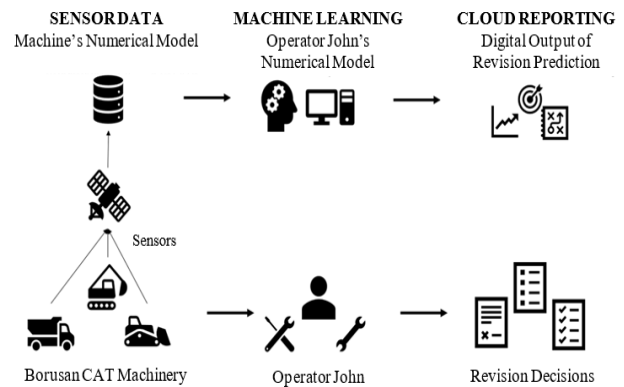 SENSOR DATA
Machine's Numerical Model
MACHINE LEARNING
Operator John's
Numerical Model
CLOUD REPORTING
Digital Output of
Revision Prediction
Sensors
Borusan CAT Machinery
Operator John
Revision Decisions